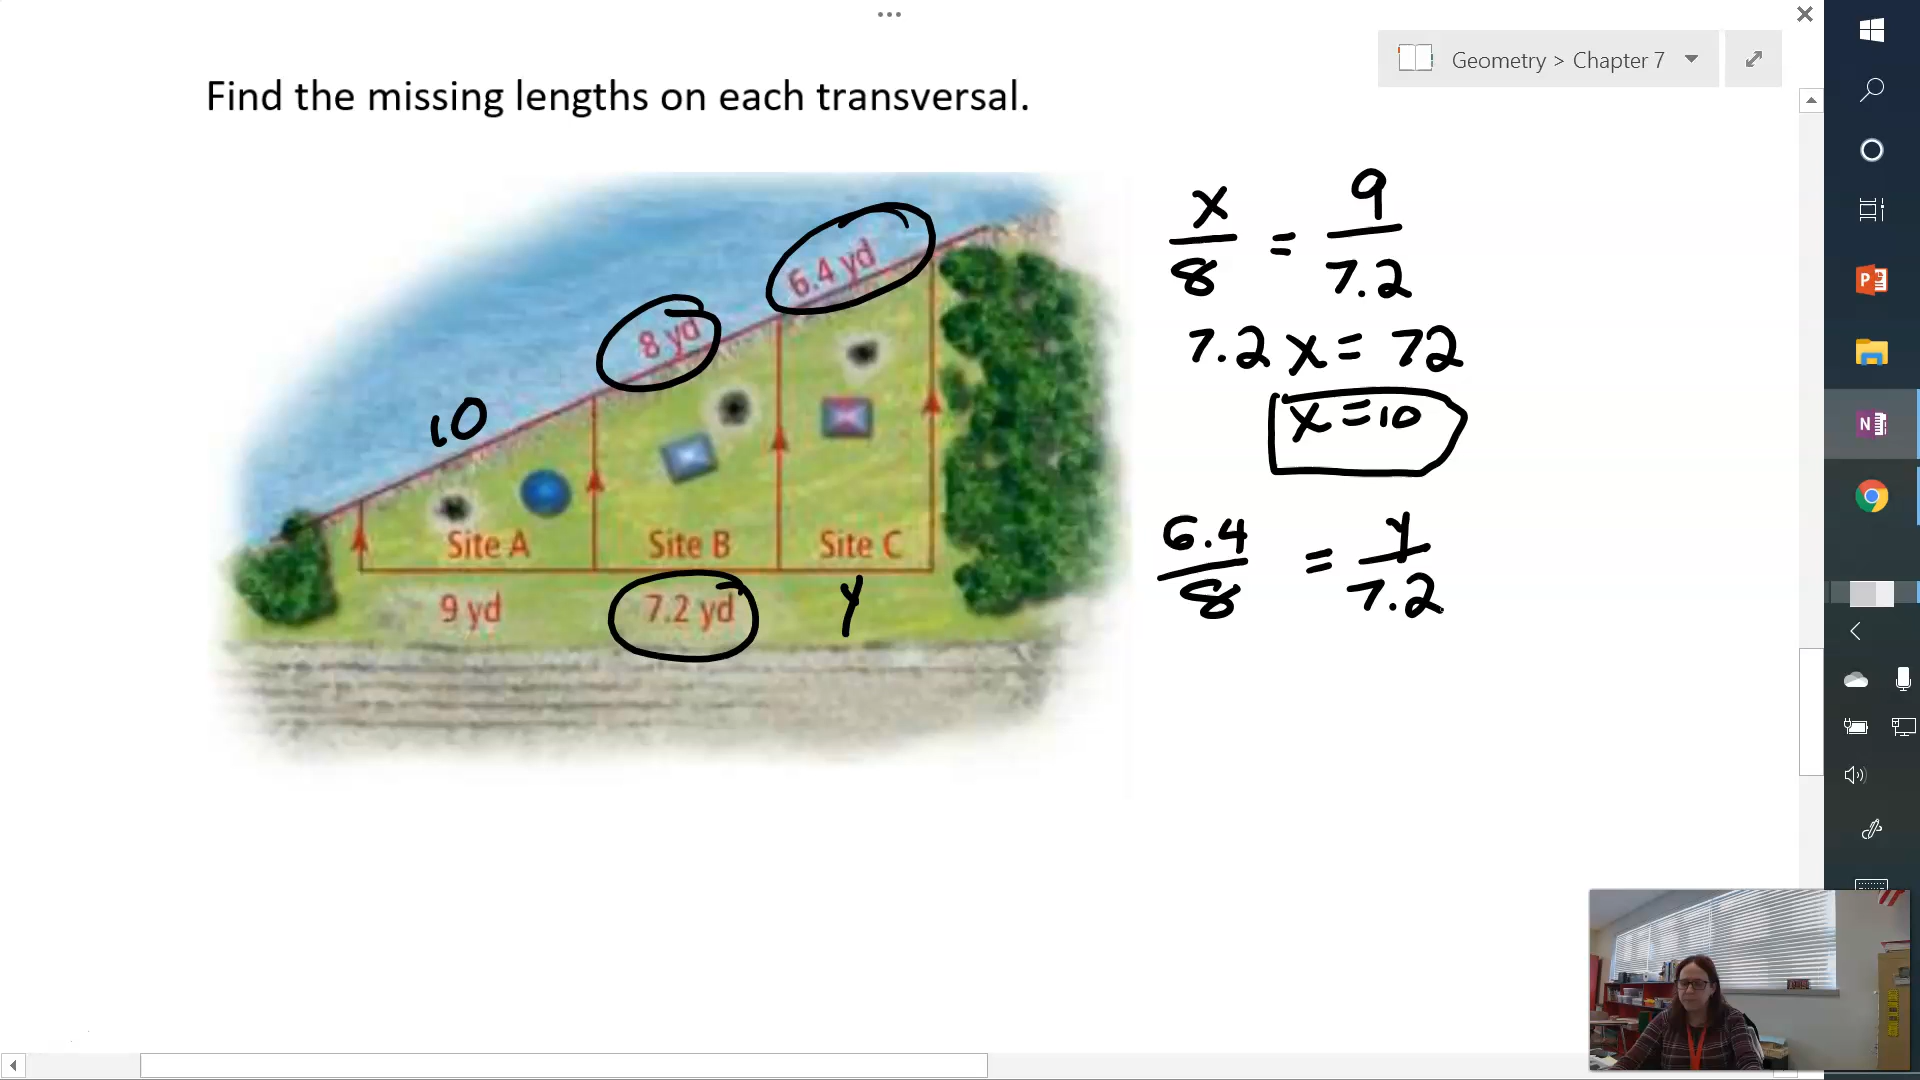 Geometry > Chapter 7
Find the missing lengths on each transversal.
6.4 yd
8 yd
10
Site A
Site B
Site C
9 yd
7.2 yd
y
x/8 = 9/7.2
7.2x = 72
x = 10
6.4/8 = y/7.2